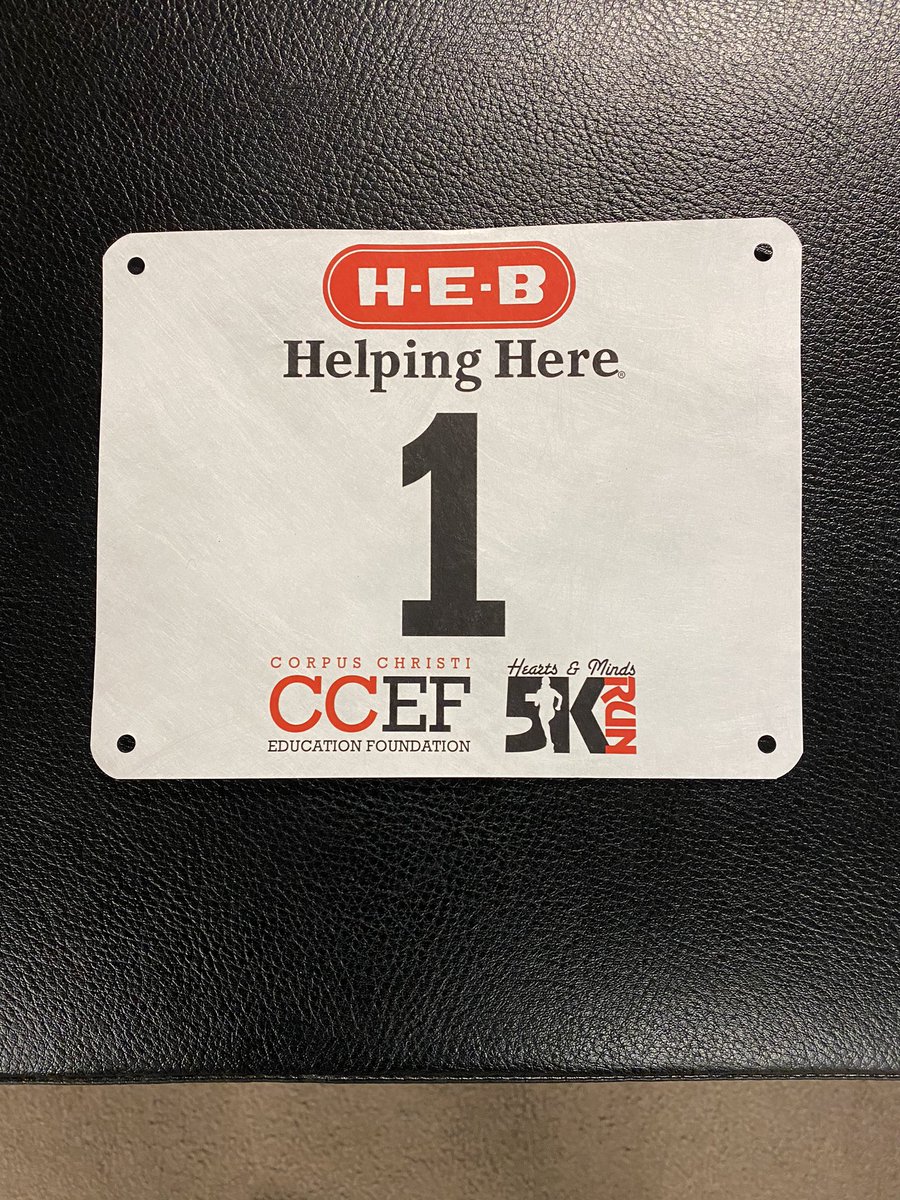 H-E-B
Helping Here®
1
CORPUS CHRISTI
CCEF
EDUCATION FOUNDATION
Hearts & Minds
5K RUN